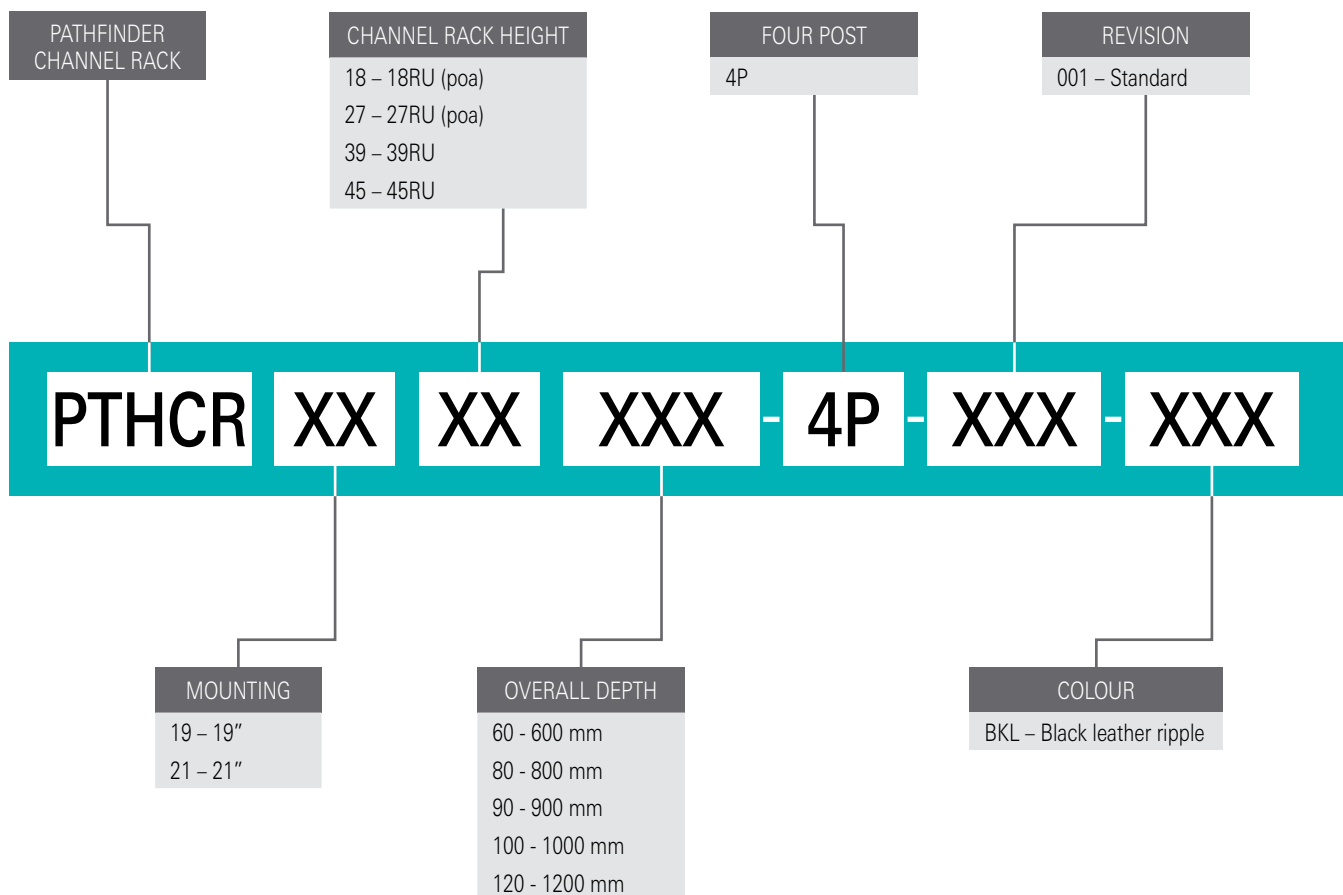 PATHFINDER
CHANNEL RACK
CHANNEL RACK HEIGHT
18 – 18RU (poa)
27 – 27RU (poa)
39 – 39RU
45 – 45RU
FOUR POST
4P
REVISION
001 – Standard
PTHCR XX XX XXX - 4P - XXX - XXX
MOUNTING
19 – 19”
21 – 21”
OVERALL DEPTH
60 - 600 mm
80 - 800 mm
90 - 900 mm
100 - 1000 mm
120 - 1200 mm
COLOUR
BKL – Black leather ripple